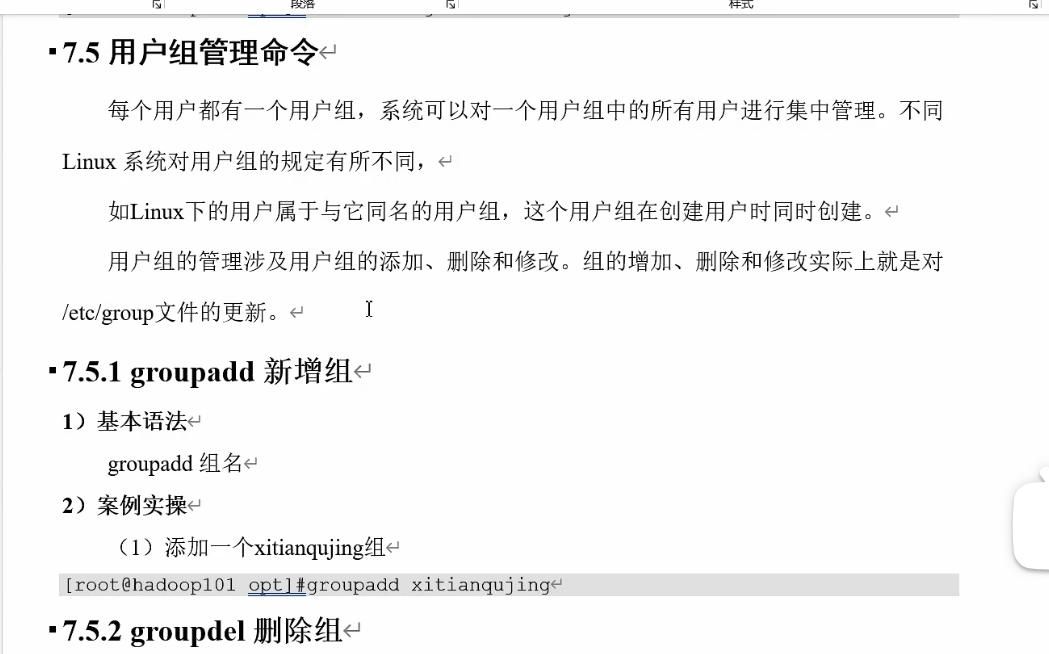 段落
样式
7.5 用户组管理命令
每个用户都有一个用户组，系统可以对一个用户组中的所有用户进行集中管理。不同
Linux 系统对用户组的规定有所不同，
如Linux下的用户属于与它同名的用户组，这个用户组在创建用户时同时创建。
用户组的管理涉及用户组的添加、删除和修改。组的增加、删除和修改实际上就是对
/etc/group文件的更新。
7.5.1 groupadd 新增组
1）基本语法
groupadd 组名
2）案例实操
（1）添加一个xitianqujing组
[root@hadoop101 opt]#groupadd xitianqujing
7.5.2 groupdel 删除组